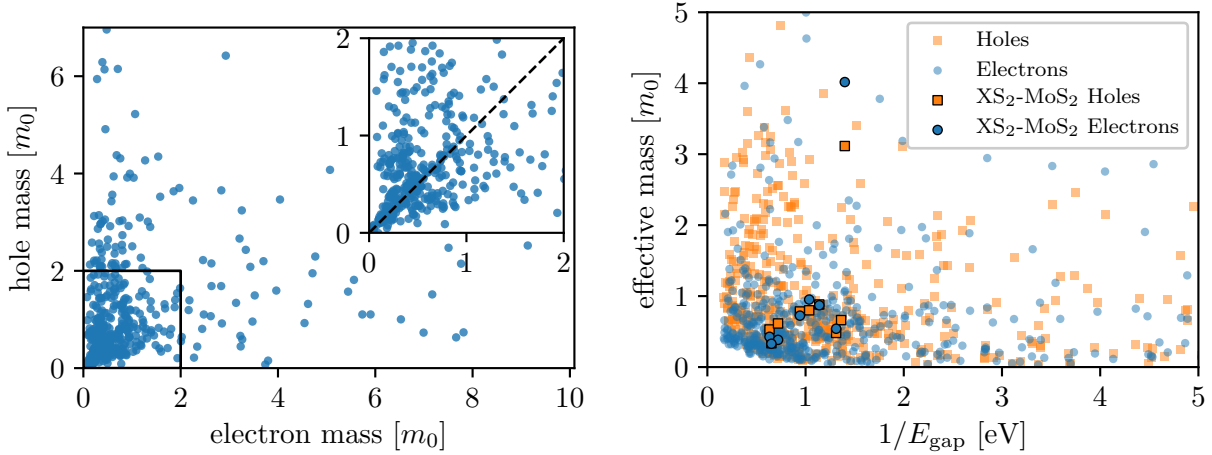 6
4
2
0
hole mass [m₀]
0 2 4 6 8 10
electron mass [m₀]
2
1
0
0 1 2
5
4
3
2
1
0
effective mass [m₀]
0 1 2 3 4 5
1/E_gap [eV]
Holes
Electrons
XS₂-MoS₂ Holes
XS₂-MoS₂ Electrons